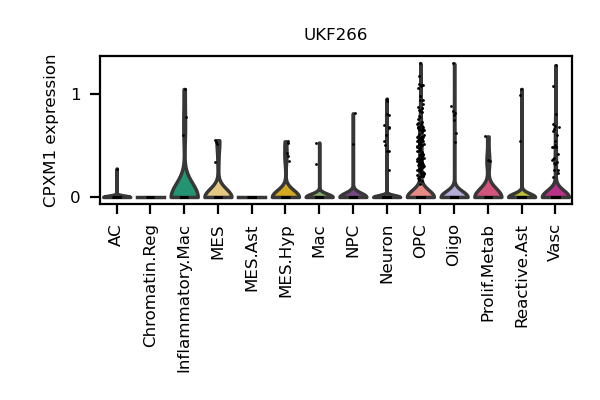 UKF266
CPXM1 expression
1
0
AC
Chromatin.Reg
Inflammatory.Mac
MES
MES.Ast
MES.Hyp
Mac
NPC
Neuron
OPC
Oligo
Prolif.Metab
Reactive.Ast
Vasc